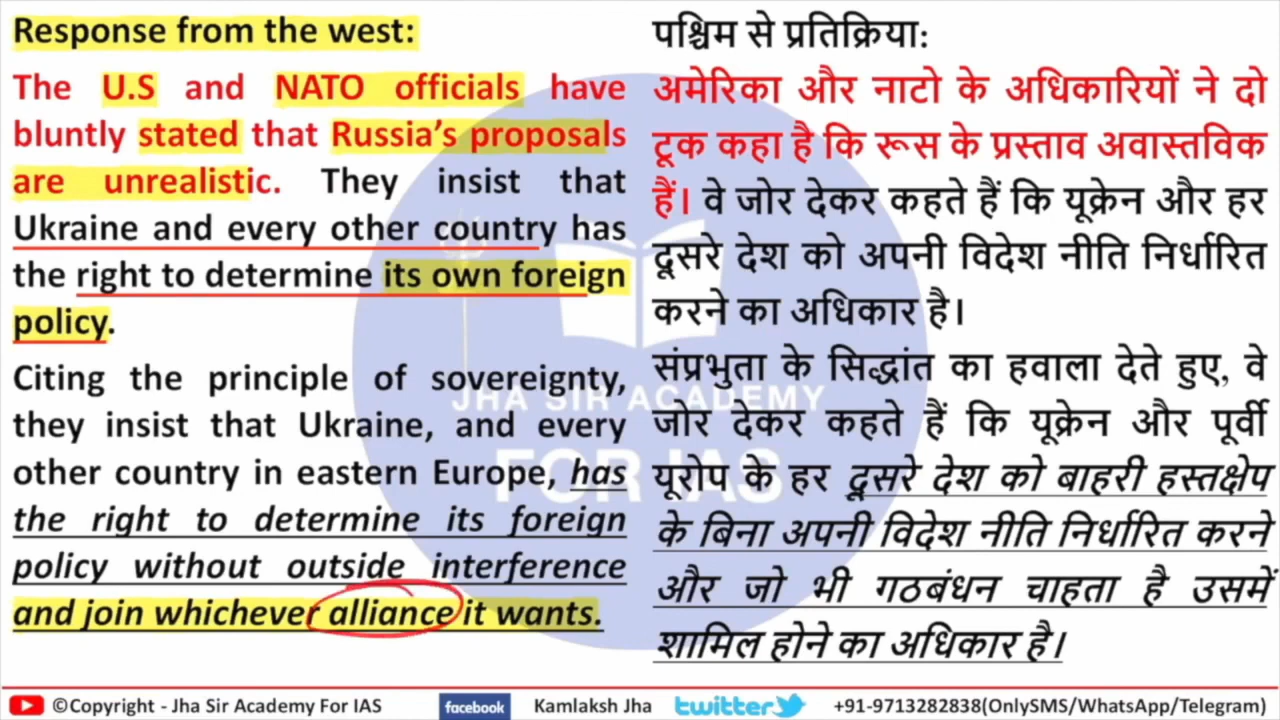 Response from the west:
The U.S and NATO officials have
bluntly stated that Russia's proposals
are unrealistic. They insist that
Ukraine and every other country has
the right to determine its own foreign
policy.
Citing the principle of sovereignty,
they insist that Ukraine, and every
other country in eastern Europe, has
the right to determine its foreign
policy without outside interference
and join whichever alliance it wants.
पश्चिम से प्रतिक्रिया:
अमेरिका और नाटो के अधिकारियों ने दो
टूक कहा है कि रूस के प्रस्ताव अवास्तविक
हैं। वे जोर देकर कहते हैं कि यूक्रेन और हर
दूसरे देश को अपनी विदेश नीति निर्धारित
करने का अधिकार है।
संप्रभुता के सिद्धांत का हवाला देते हुए, वे
जोर देकर कहते हैं कि यूक्रेन और पूर्वी
यूरोप के हर दूसरे देश को बाहरी हस्तक्षेप
के बिना अपनी विदेश नीति निर्धारित करने
और जो भी गठबंधन चाहता है उसमें
शामिल होने का अधिकार है।
JHA SIR ACADEMY
FOR IAS
©Copyright - Jha Sir Academy For IAS
facebook
Kamlaksh Jha
twitter
+91-9713282838(OnlySMS/WhatsApp/Telegram)